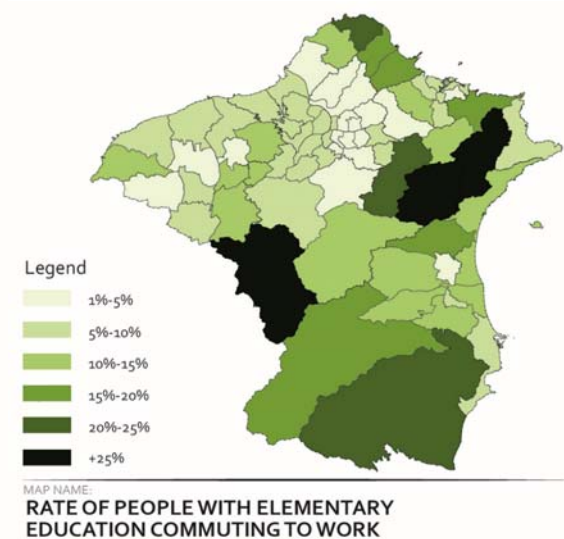 Legend
1%-5%
5%-10%
10%-15%
15%-20%
20%-25%
+25%
MAP NAME:
RATE OF PEOPLE WITH ELEMENTARY
EDUCATION COMMUTING TO WORK